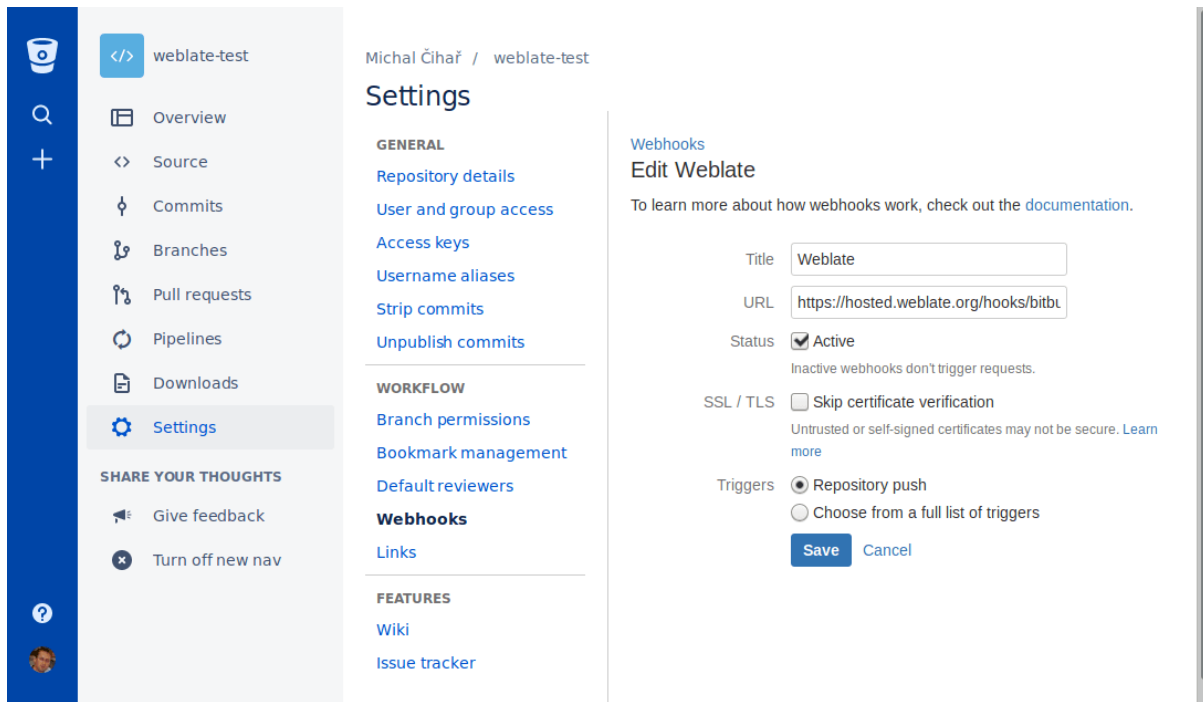 weblate-test
Overview
Source
Commits
Branches
Pull requests
Pipelines
Downloads
Settings
SHARE YOUR THOUGHTS
Give feedback
Turn off new nav
Michal Čihař / weblate-test
Settings
GENERAL
Repository details
User and group access
Access keys
Username aliases
Strip commits
Unpublish commits
WORKFLOW
Branch permissions
Bookmark management
Default reviewers
Webhooks
Links
FEATURES
Wiki
Issue tracker
Webhooks
Edit Weblate
To learn more about how webhooks work, check out the documentation.
Title Weblate
URL https://hosted.weblate.org/hooks/bitbu
Status Active
Inactive webhooks don't trigger requests.
SSL / TLS Skip certificate verification
Untrusted or self-signed certificates may not be secure. Learn
more
Triggers Repository push
Choose from a full list of triggers
Save Cancel